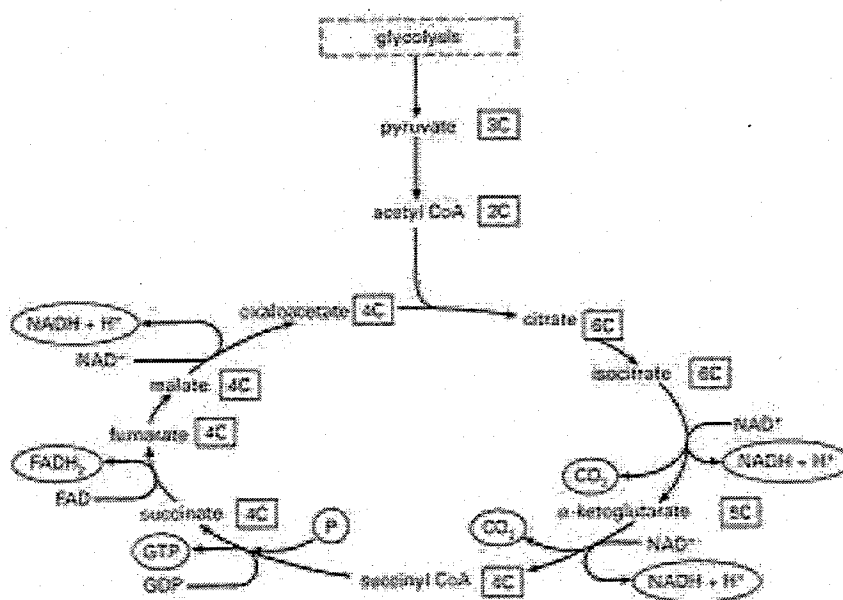 glycolysis
pyruvate 3C
acetyl CoA 2C
oxaloacetate 4C
citrate 6C
isocitrate 6C
NAD⁺
NADH + H⁺
CO₂
α-ketoglutarate 5C
NAD⁺
NADH + H⁺
CO₂
succinyl CoA 4C
P
GDP
GTP
succinate 4C
FAD
FADH₂
fumarate 4C
malate 4C
NAD⁺
NADH + H⁺